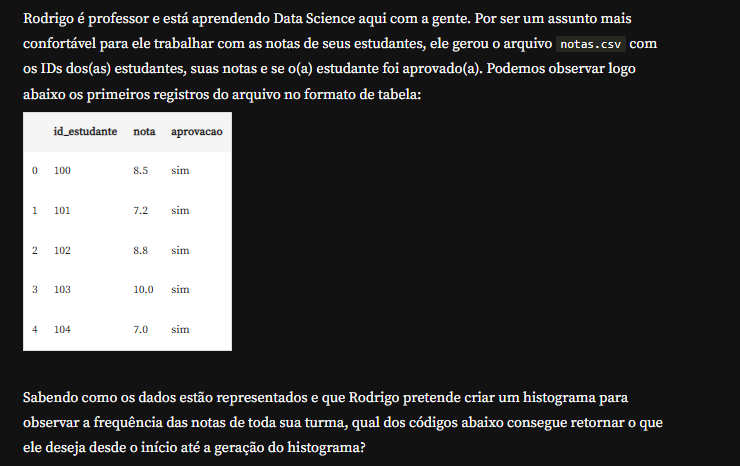 Rodrigo é professor e está aprendendo Data Science aqui com a gente. Por ser um assunto mais
confortável para ele trabalhar com as notas de seus estudantes, ele gerou o arquivo notas.csv com
os IDs dos(as) estudantes, suas notas e se o(a) estudante foi aprovado(a). Podemos observar logo
abaixo os primeiros registros do arquivo no formato de tabela:
id_estudante nota aprovacao
0 100 8.5 sim
1 101 7.2 sim
2 102 8.8 sim
3 103 10.0 sim
4 104 7.0 sim
Sabendo como os dados estão representados e que Rodrigo pretende criar um histograma para
observar a frequência das notas de toda sua turma, qual dos códigos abaixo consegue retornar o que
ele deseja desde o início até a geração do histograma?